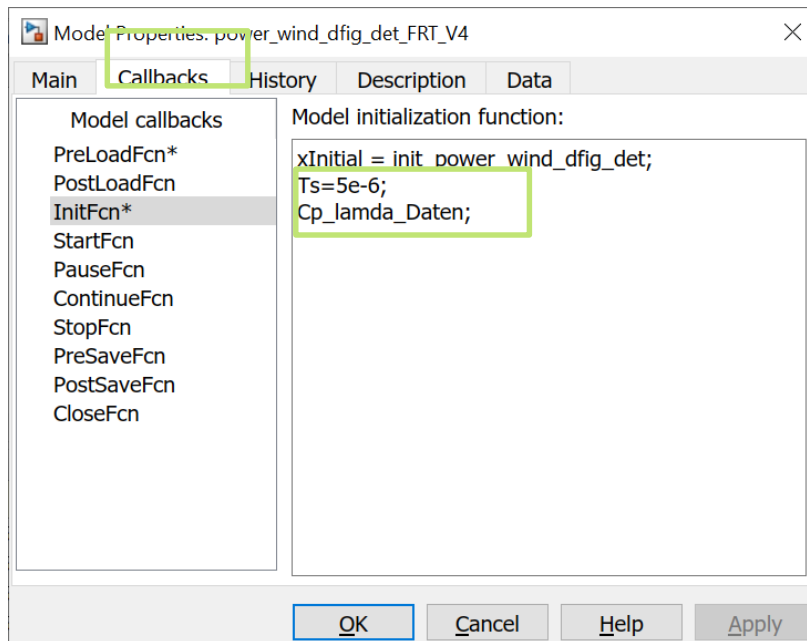 Model Properties: power_wind_dfig_det_FRT_V4
Main Callbacks History Description Data
Model callbacks
PreLoadFcn*
PostLoadFcn
InitFcn*
StartFcn
PauseFcn
ContinueFcn
StopFcn
PreSaveFcn
PostSaveFcn
CloseFcn
Model initialization function:
xInitial = init_power_wind_dfig_det;
Ts=5e-6;
Cp_lamda_Daten;
OK Cancel Help Apply